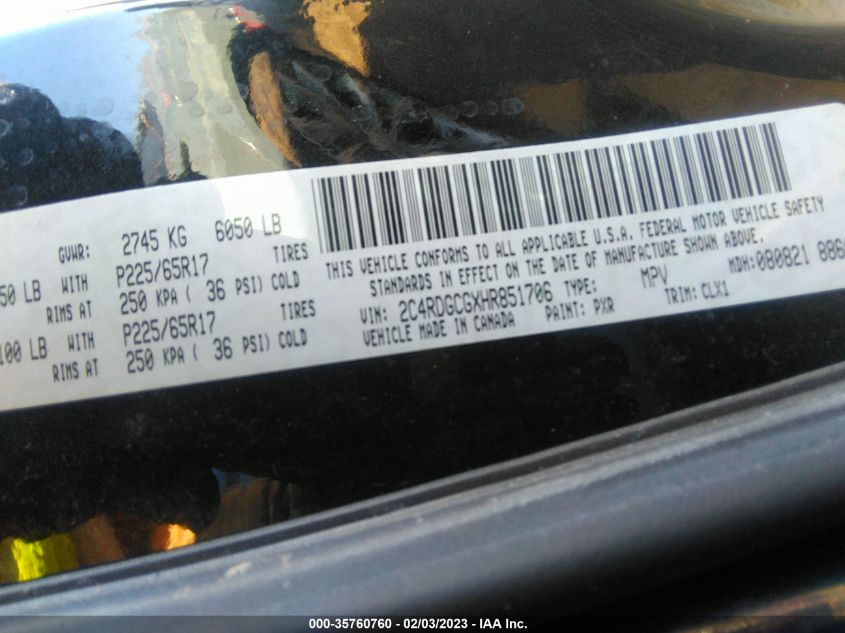 GVWR: 2745 KG 6050 LB
50 LB WITH P225/65R17 TIRES
RIMS AT 250 KPA ( 36 PSI) COLD
100 LB WITH P225/65R17 TIRES
RIMS AT 250 KPA ( 36 PSI) COLD
THIS VEHICLE CONFORMS TO ALL APPLICABLE U.S.A. FEDERAL MOTOR VEHICLE SAFETY
STANDARDS IN EFFECT ON THE DATE OF MANUFACTURE SHOWN ABOVE.
VIN: 2C4RDGCGXHR851706 TYPE: MPV MDH:080821 886
VEHICLE MADE IN CANADA PAINT: PXR TRIM: CLX1
000-35760760 - 02/03/2023 - IAA Inc.